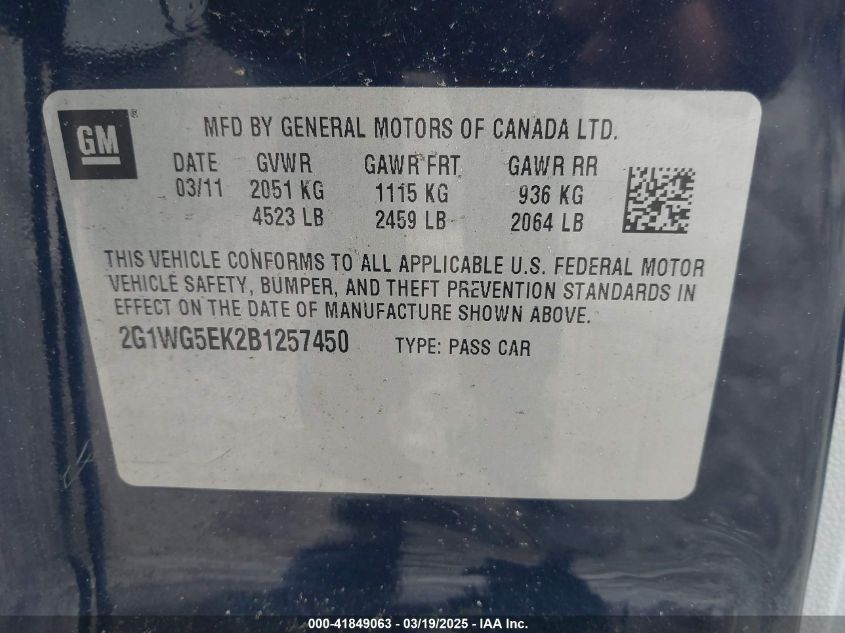 GM ®
MFD BY GENERAL MOTORS OF CANADA LTD.
DATE GVWR GAWR FRT GAWR RR
03/11 2051 KG 1115 KG 936 KG
4523 LB 2459 LB 2064 LB
THIS VEHICLE CONFORMS TO ALL APPLICABLE U.S. FEDERAL MOTOR
VEHICLE SAFETY, BUMPER, AND THEFT PREVENTION STANDARDS IN
EFFECT ON THE DATE OF MANUFACTURE SHOWN ABOVE.
2G1WG5EK2B1257450 TYPE: PASS CAR
000-41849063 - 03/19/2025 - IAA, Inc.